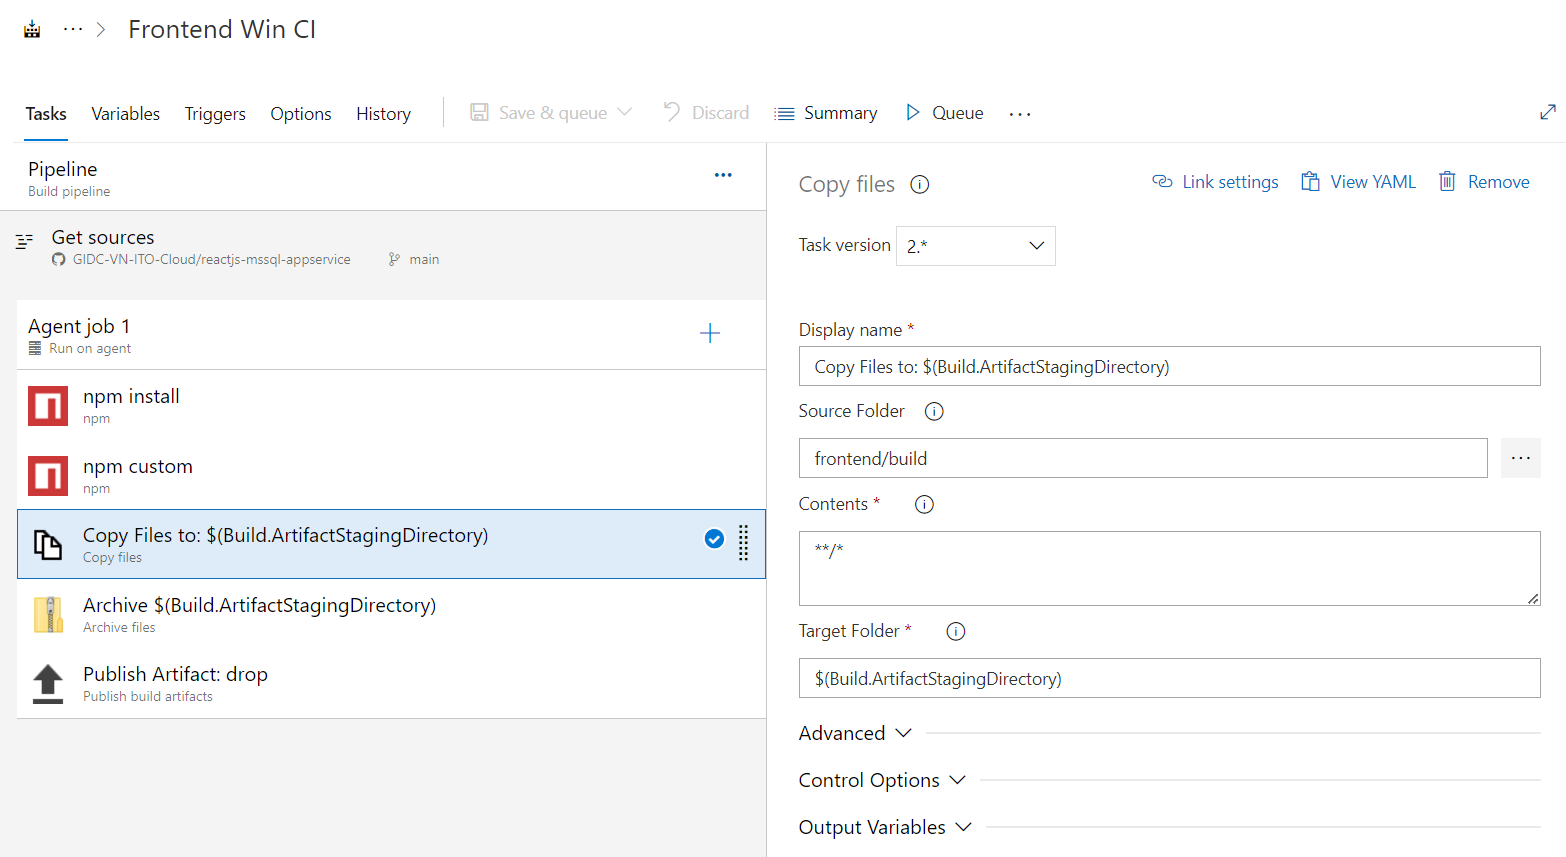 ··· > Frontend Win CI
Tasks Variables Triggers Options History Save & queue Discard Summary Queue ···
Pipeline ···
Build pipeline
Get sources
GIDC-VN-ITO-Cloud/reactjs-mssql-appservice main
Agent job 1
Run on agent
npm install
npm
npm custom
npm
Copy Files to: $(Build.ArtifactStagingDirectory)
Copy files
Archive $(Build.ArtifactStagingDirectory)
Archive files
Publish Artifact: drop
Publish build artifacts
Copy files Link settings View YAML Remove
Task version 2.*
Display name *
Copy Files to: $(Build.ArtifactStagingDirectory)
Source Folder
frontend/build ···
Contents *
**/*
Target Folder *
$(Build.ArtifactStagingDirectory)
Advanced
Control Options
Output Variables